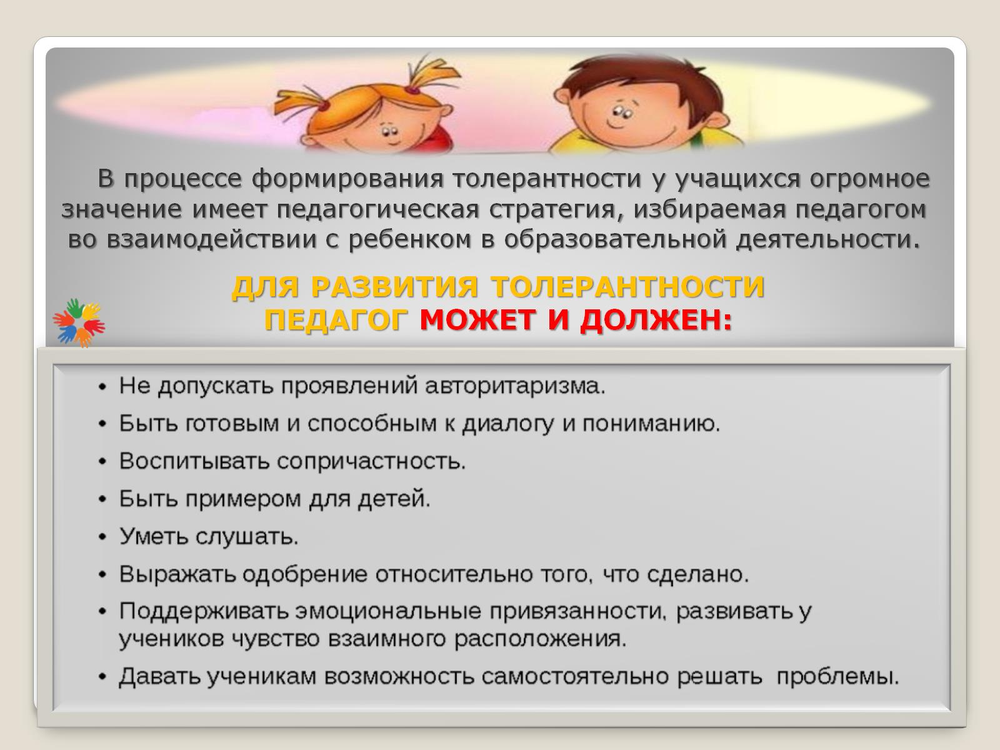 В процессе формирования толерантности у учащихся огромное
значение имеет педагогическая стратегия, избираемая педагогом
во взаимодействии с ребенком в образовательной деятельности.
ДЛЯ РАЗВИТИЯ ТОЛЕРАНТНОСТИ
ПЕДАГОГ МОЖЕТ И ДОЛЖЕН:
• Не допускать проявлений авторитаризма.
• Быть готовым и способным к диалогу и пониманию.
• Воспитывать сопричастность.
• Быть примером для детей.
• Уметь слушать.
• Выражать одобрение относительно того, что сделано.
• Поддерживать эмоциональные привязанности, развивать у
учеников чувство взаимного расположения.
• Давать ученикам возможность самостоятельно решать  проблемы.